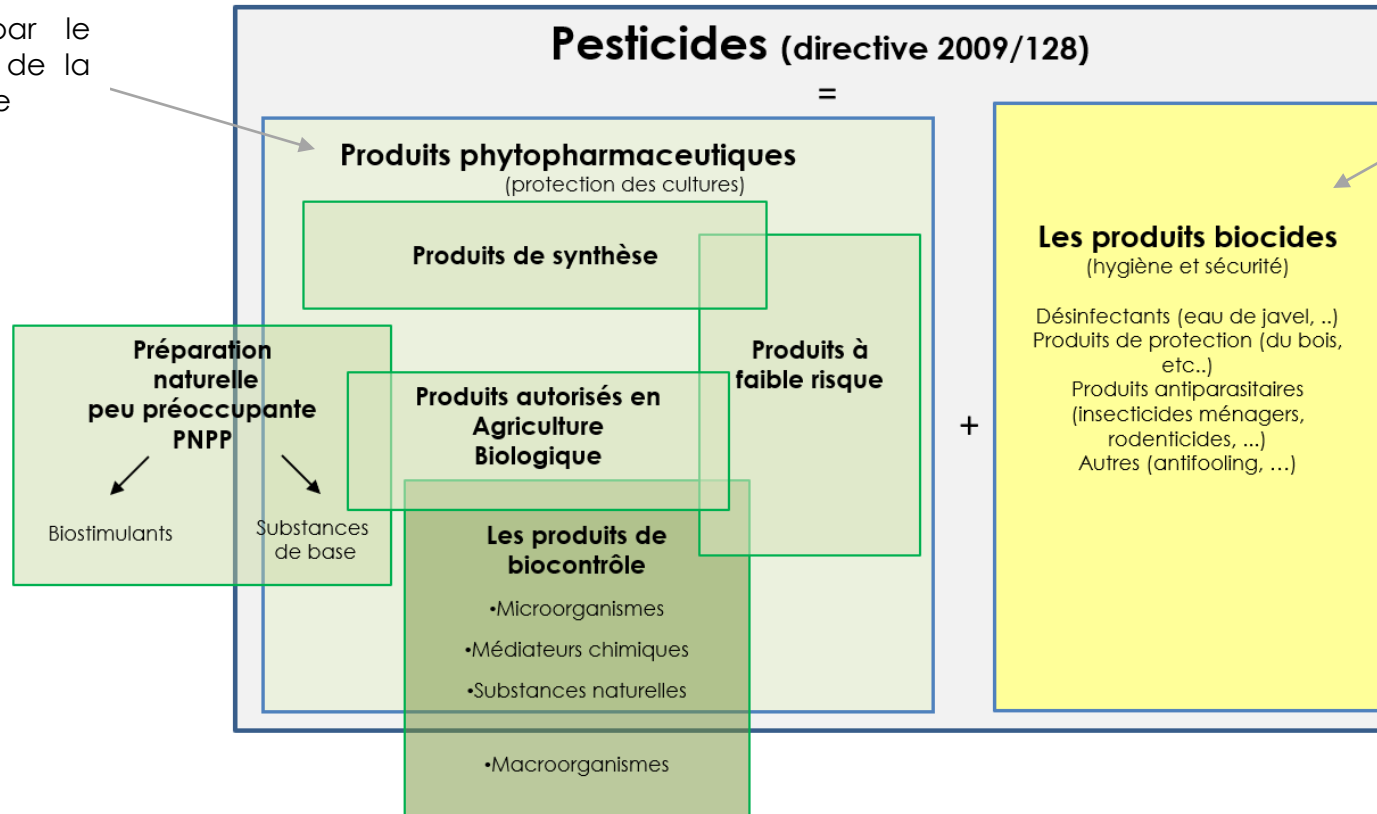 par le
de la
e
Pesticides (directive 2009/128)
=
Produits phytopharmaceutiques
(protection des cultures)
Produits de synthèse
Préparation
naturelle
peu préoccupante
PNPP
Biostimulants
Substances
de base
Produits autorisés en
Agriculture
Biologique
Produits à
faible risque
Les produits de
biocontrôle
•Microorganismes
•Médiateurs chimiques
•Substances naturelles
•Macroorganismes
+
Les produits biocides
(hygiène et sécurité)
Désinfectants (eau de javel, ..)
Produits de protection (du bois,
etc..)
Produits antiparasitaires
(insecticides ménagers,
rodenticides, ...)
Autres (antifooling, …)